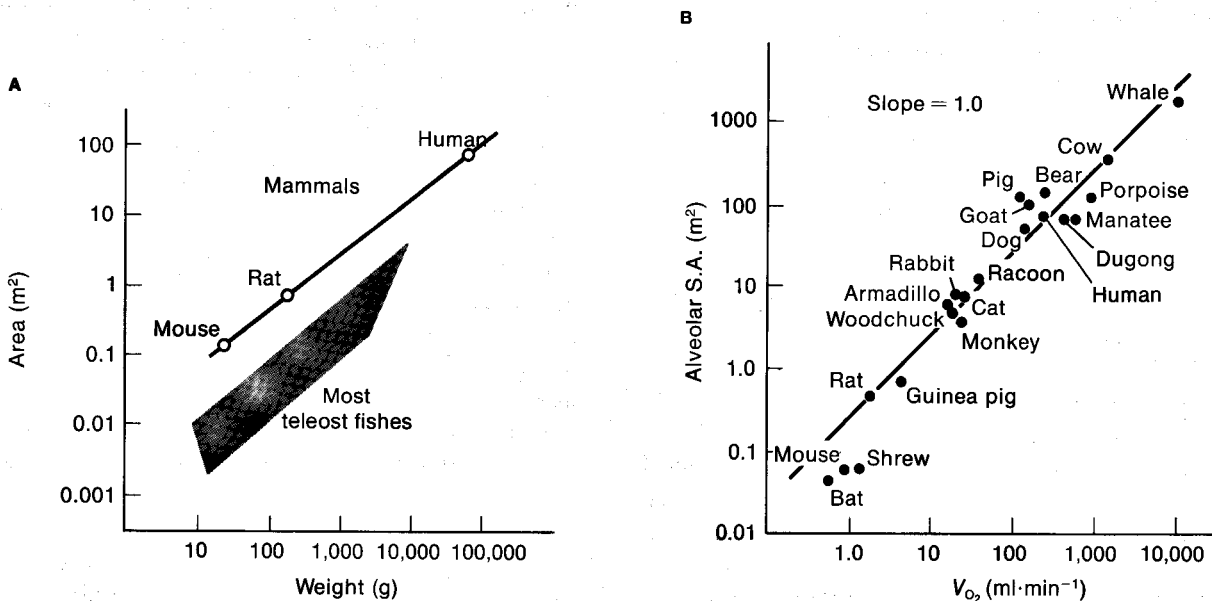 A
Area (m²)
100
10
1
0.1
0.01
0.001
Human
Mammals
Rat
Mouse
Most
teleost fishes
10 100 1,000 10,000 100,000
Weight (g)
B
Alveolar S.A. (m²)
1000
100
10
1.0
0.1
0.01
Slope = 1.0
Whale
Cow
Pig
Bear
Porpoise
Goat
Manatee
Dog
Dugong
Rabbit
Racoon
Human
Armadillo
Cat
Woodchuck
Monkey
Rat
Guinea pig
Mouse
Shrew
Bat
1.0 10 100 1,000 10,000
VO₂ (ml·min⁻¹)